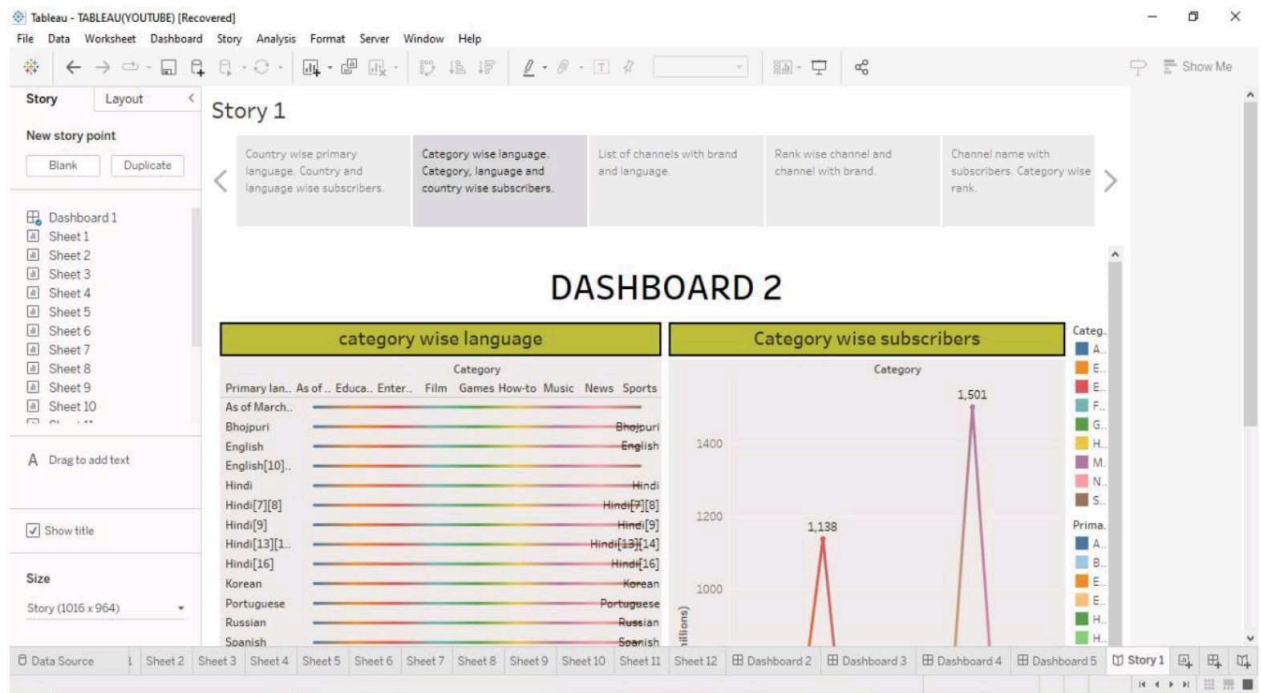 Tableau - TABLEAU(YOUTUBE) [Recovered]
File Data Worksheet Dashboard Story Analysis Format Server Window Help
Show Me
Story Layout
New story point
Blank Duplicate
Dashboard 1
Sheet 1
Sheet 2
Sheet 3
Sheet 4
Sheet 5
Sheet 6
Sheet 7
Sheet 8
Sheet 9
Sheet 10
A Drag to add text
Show title
Size
Story (1016 x 964)
Story 1
Country wise primary
language. Country and
language wise subscribers.
Category wise language.
Category, language and
country wise subscribers.
List of channels with brand
and language.
Rank wise channel and
channel with brand.
Channel name with
subscribers. Category wise
rank.
DASHBOARD 2
category wise language
Category
Primary lan.. As of .. Educa.. Enter... Film Games How-to Music News Sports
As of March..
Bhojpuri Bhojpuri
English English
English[10]..
Hindi Hindi
Hindi[7][8] Hindi[7][8]
Hindi[9] Hindi[9]
Hindi[13][1.. Hindi[13][14]
Hindi[16] Hindi[16]
Korean Korean
Portuguese Portuguese
Russian Russian
Spanish Spanish
Category wise subscribers
Category
1,501
1400
1200
1,138
1000
illions)
Categ..
A..
E..
E..
F..
G..
H..
M..
N..
S..
Prima..
A..
B..
E..
E..
H..
H..
Data Source Sheet 2 Sheet 3 Sheet 4 Sheet 5 Sheet 6 Sheet 7 Sheet 8 Sheet 9 Sheet 10 Sheet 11 Sheet 12 Dashboard 2 Dashboard 3 Dashboard 4 Dashboard 5 Story 1